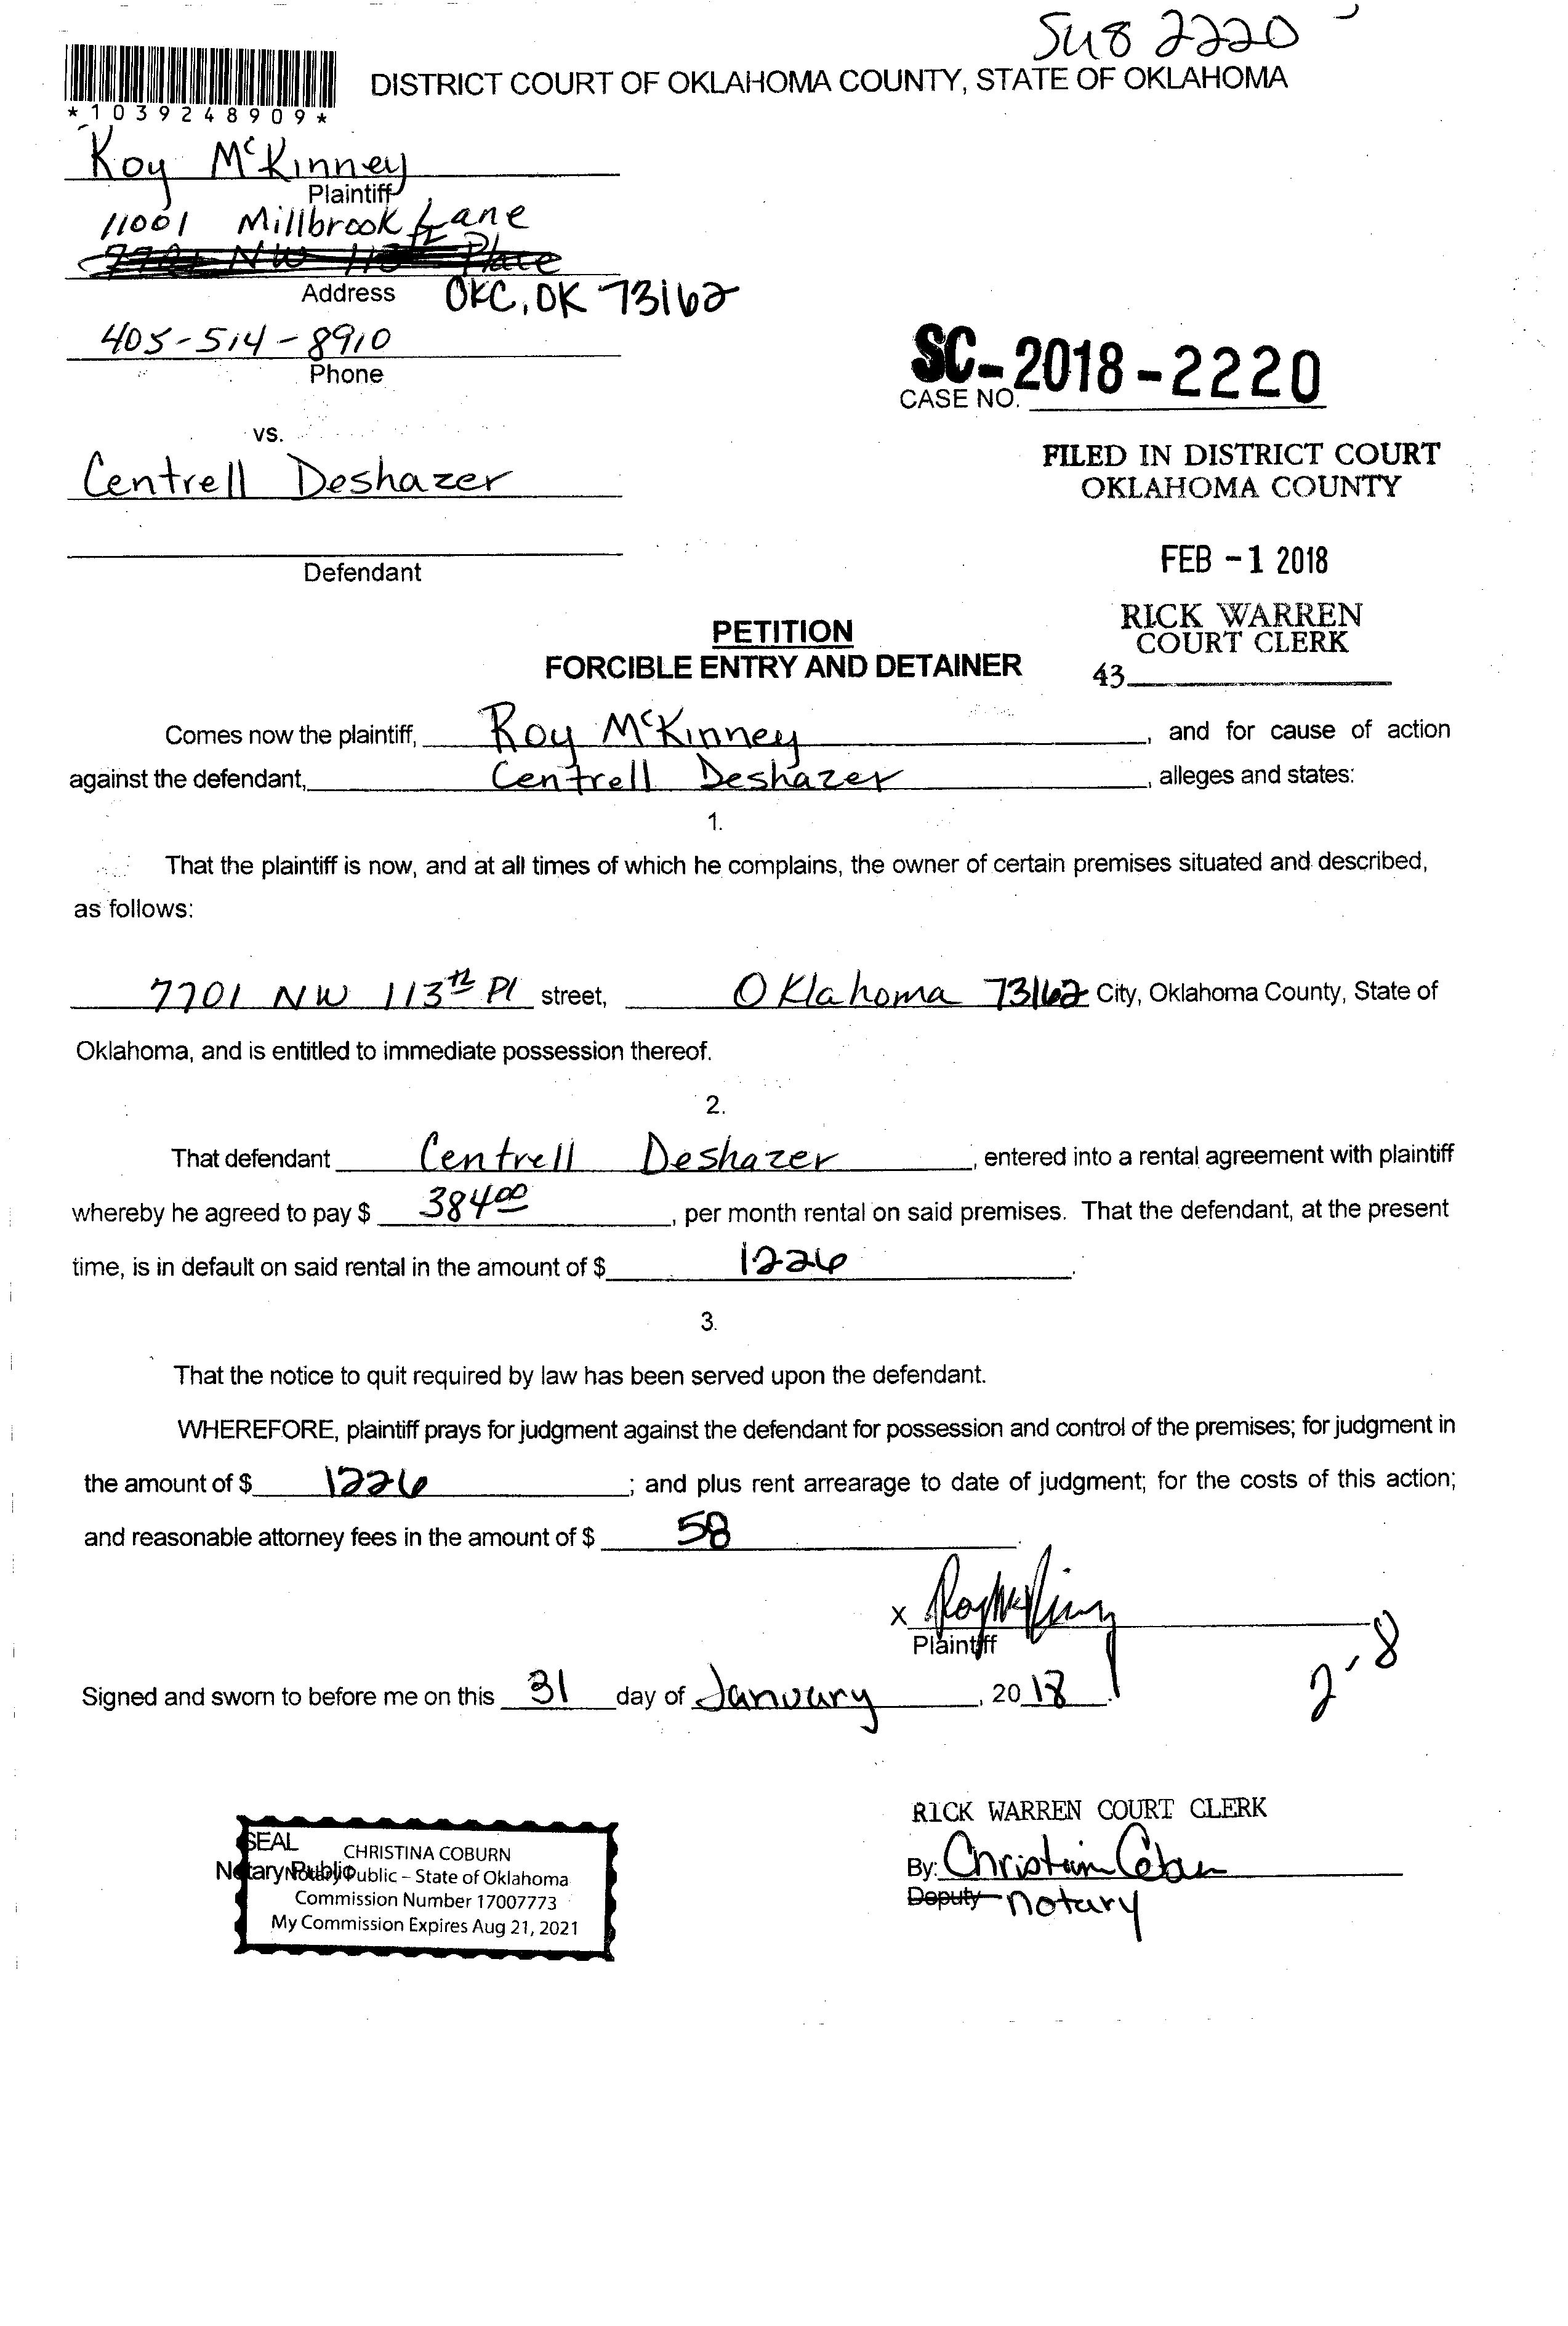 SC18 2220
DISTRICT COURT OF OKLAHOMA COUNTY, STATE OF OKLAHOMA
*1039248909*
Roy McKinney
Plaintiff
11001 Millbrook Lane
Address OKC, OK 73162
405-514-8910
Phone
SC-2018-2220
CASE NO.
vs.
Centrell Deshazer
FILED IN DISTRICT COURT
OKLAHOMA COUNTY
Defendant
FEB -1 2018
PETITION
FORCIBLE ENTRY AND DETAINER
RICK WARREN
COURT CLERK
43
Comes now the plaintiff, Roy McKinney, and for cause of action
against the defendant, Centrell Deshazer, alleges and states:
1.
That the plaintiff is now, and at all times of which he complains, the owner of certain premises situated and described,
as follows:
7701 NW 113th Pl street, Oklahoma 73162 City, Oklahoma County, State of
Oklahoma, and is entitled to immediate possession thereof.
2.
That defendant Centrell Deshazer, entered into a rental agreement with plaintiff
whereby he agreed to pay $ 384.00, per month rental on said premises. That the defendant, at the present
time, is in default on said rental in the amount of $ 1226.
3.
That the notice to quit required by law has been served upon the defendant.
WHEREFORE, plaintiff prays for judgment against the defendant for possession and control of the premises; for judgment in
the amount of $ 1226; and plus rent arrearage to date of judgment; for the costs of this action;
and reasonable attorney fees in the amount of $ 58.
x Roy McKinney
Plaintiff
2-8
Signed and sworn to before me on this 31 day of January, 2018.
RICK WARREN COURT CLERK
By: Christina Coburn
Deputy notary
SEAL
CHRISTINA COBURN
Notary Public
Notary Public – State of Oklahoma
Commission Number 17007773
My Commission Expires Aug 21, 2021